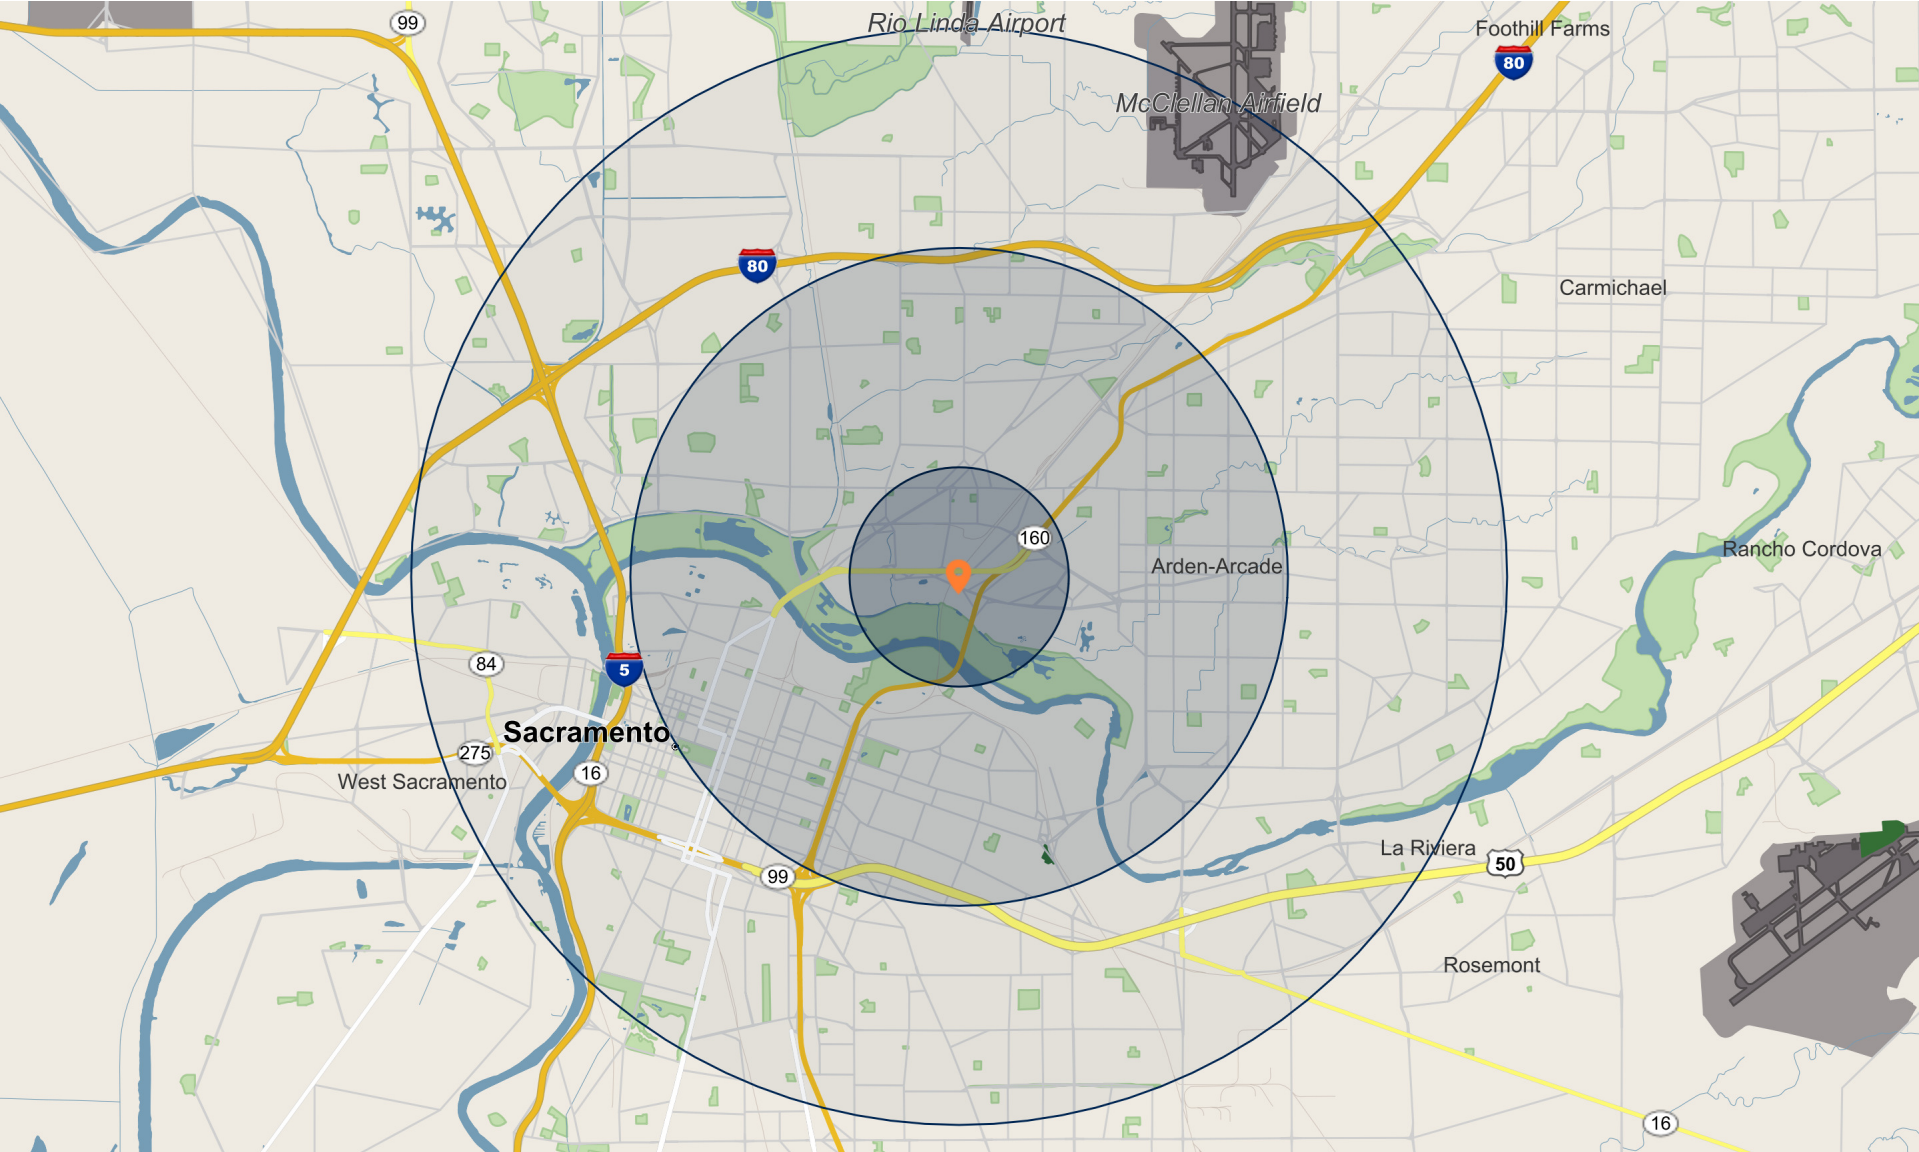 99
Rio Linda Airport
Foothill Farms
80
McClellan Airfield
80
Carmichael
160
Rancho Cordova
Arden-Arcade
84
5
Sacramento
275
16
West Sacramento
La Riviera
50
99
Rosemont
16